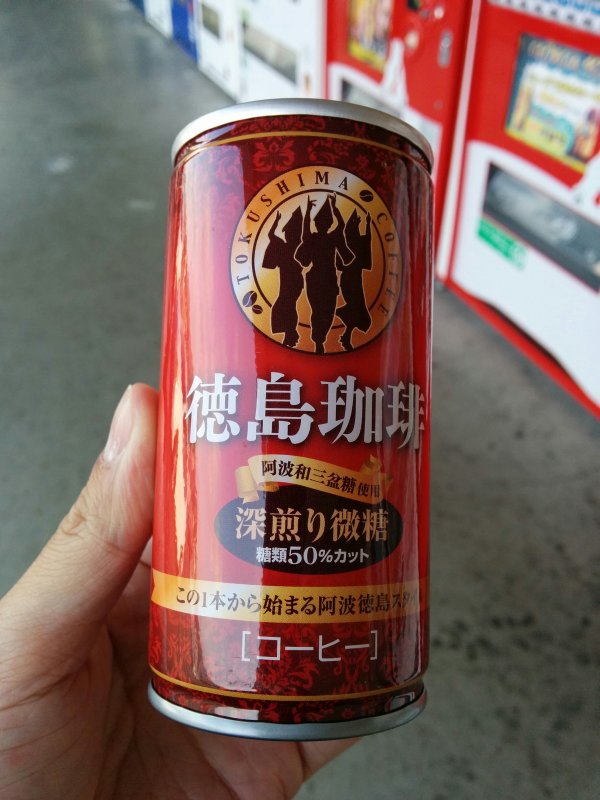 TOKUSHIMA COFFEE
徳島珈琲
阿波和三盆糖使用
深煎り微糖
糖類50%カット
この1本から始まる阿波徳島
[コーヒー]